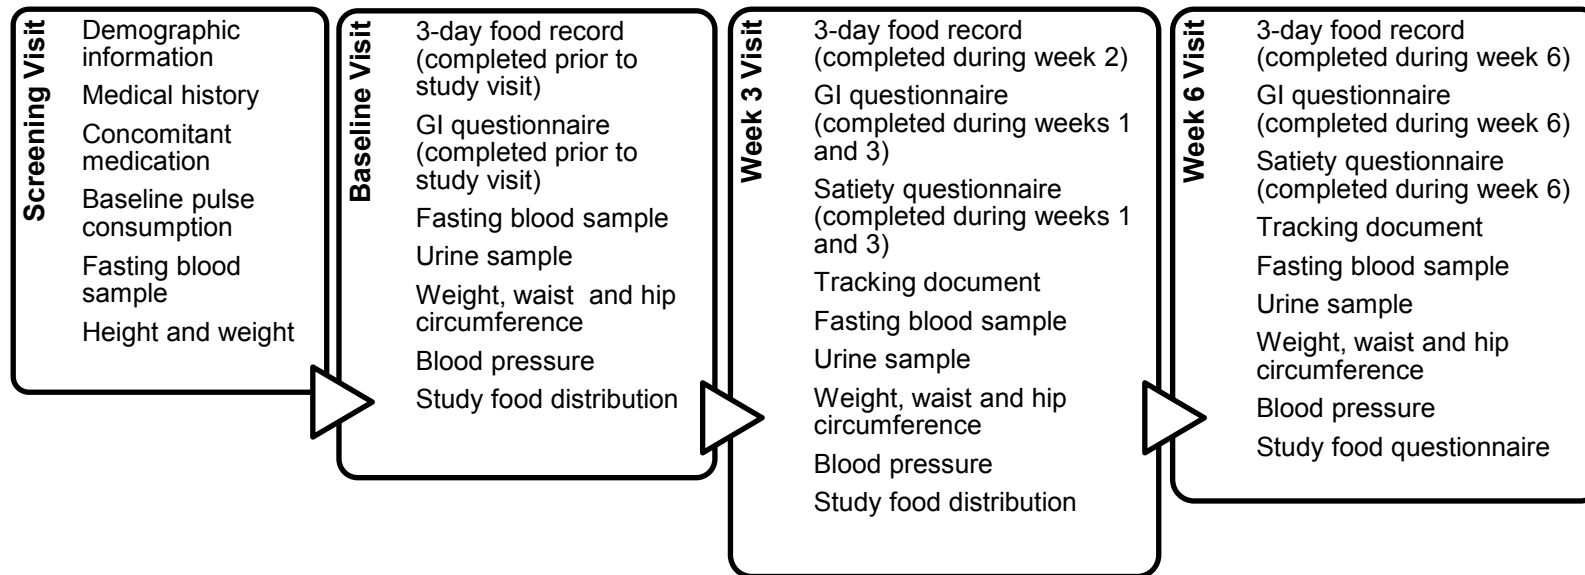 Screening Visit
Demographic
information
Medical history
Concomitant
medication
Baseline pulse
consumption
Fasting blood
sample
Height and weight
Baseline Visit
3-day food record
(completed prior to
study visit)
GI questionnaire
(completed prior to
study visit)
Fasting blood sample
Urine sample
Weight, waist and hip
circumference
Blood pressure
Study food distribution
Week 3 Visit
3-day food record
(completed during week 2)
GI questionnaire
(completed during weeks 1
and 3)
Satiety questionnaire
(completed during weeks 1
and 3)
Tracking document
Fasting blood sample
Urine sample
Weight, waist and hip
circumference
Blood pressure
Study food distribution
Week 6 Visit
3-day food record
(completed during week 6)
GI questionnaire
(completed during week 6)
Satiety questionnaire
(completed during week 6)
Tracking document
Fasting blood sample
Urine sample
Weight, waist and hip
circumference
Blood pressure
Study food questionnaire